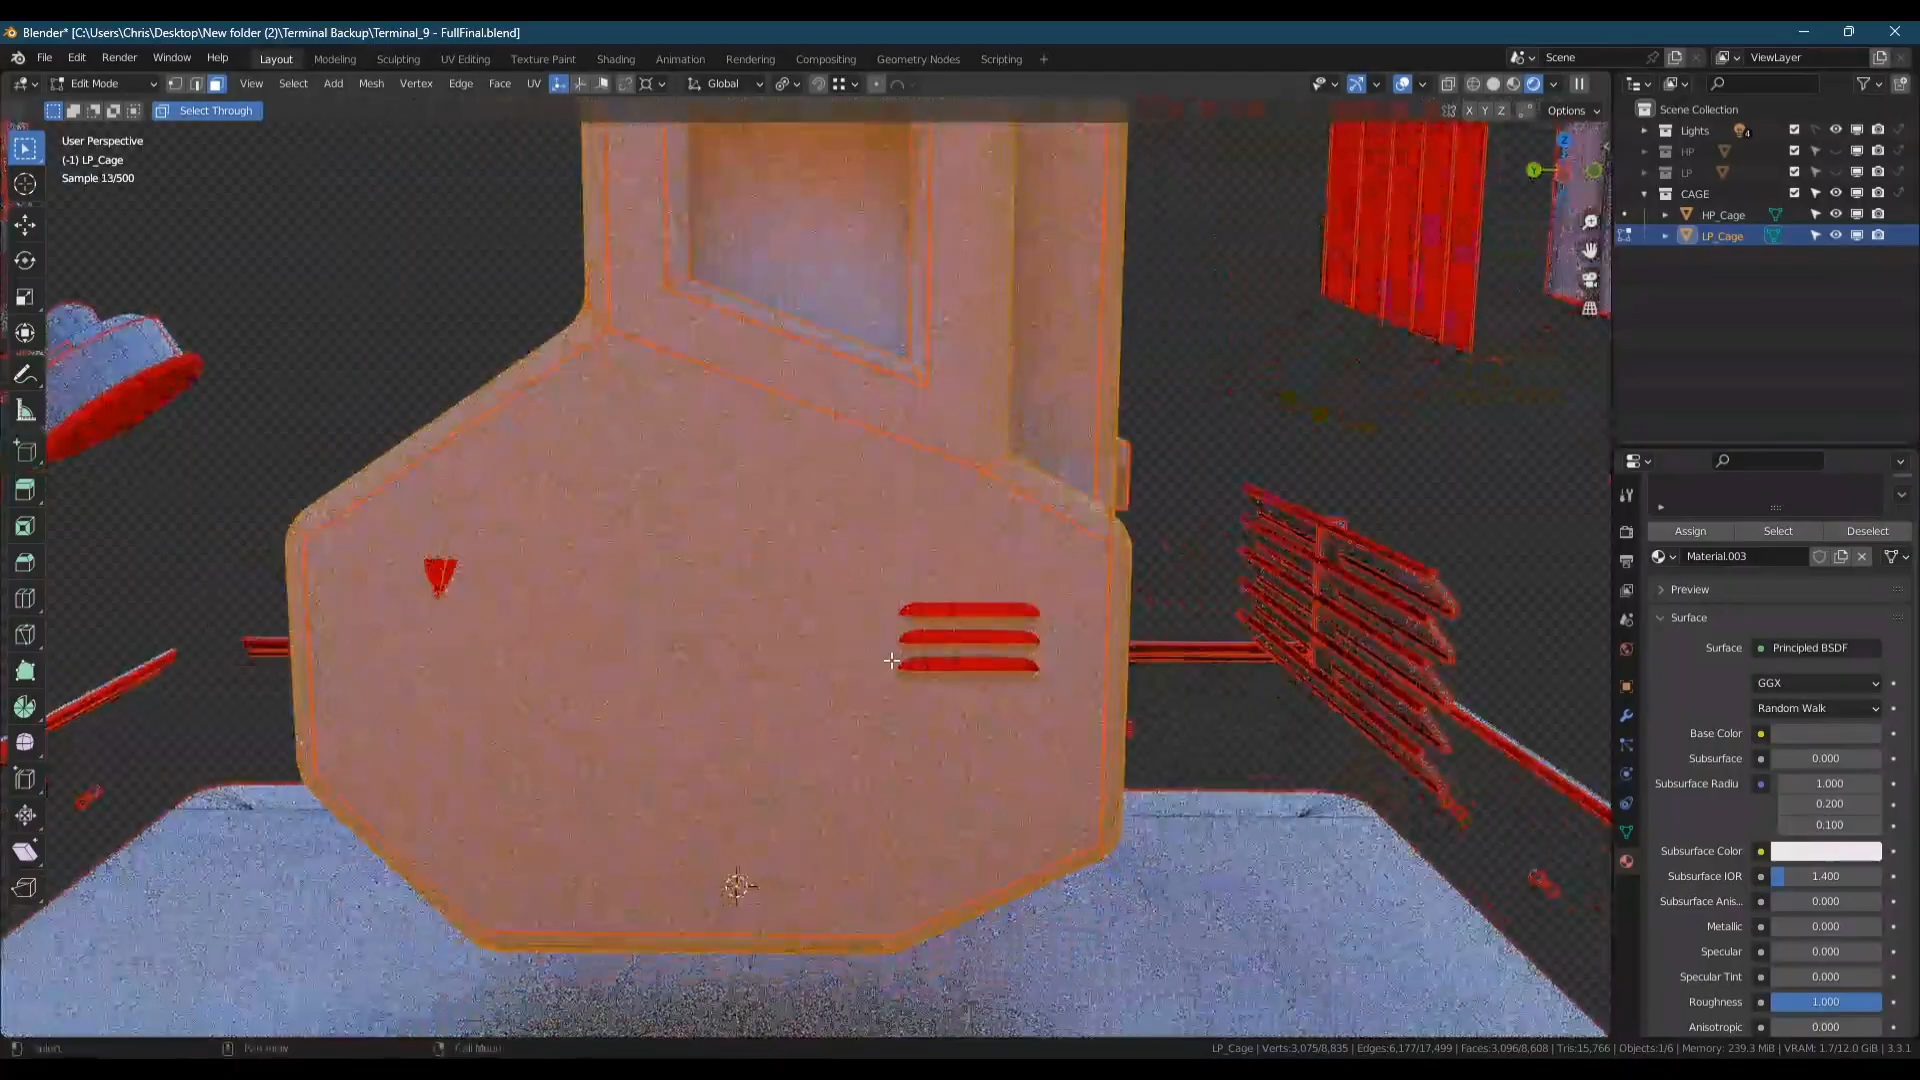 Blender* [C:\Users\Chris\Desktop\New folder (2)\Terminal Backup\Terminal_9 - FullFinal.blend]
File Edit Render Window Help Layout Modeling Sculpting UV Editing Texture Paint Shading Animation Rendering Compositing Geometry Nodes Scripting + Scene ViewLayer
Edit Mode View Select Add Mesh Vertex Edge Face UV Global
Select Through X Y Z Options
User Perspective
(-1) LP_Cage
Sample 13/500
Z
Y
Scene Collection
Lights 4
HP
LP
CAGE
HP_Cage
LP_Cage
Assign Select Deselect
Material.003
Preview
Surface
Surface Principled BSDF
GGX
Random Walk
Base Color
Subsurface 0.000
Subsurface Radiu 1.000
0.200
0.100
Subsurface Color
Subsurface IOR 1.400
Subsurface Anis... 0.000
Metallic 0.000
Specular 0.000
Specular Tint 0.000
Roughness 1.000
Anisotropic 0.000
LP_Cage | Verts:3,075/8,835 | Edges:6,177/17,499 | Faces:3,096/8,608 | Tris:15,766 | Objects:1/6 | Memory: 239.3 MiB | VRAM: 1.7/12.0 GiB | 3.3.1